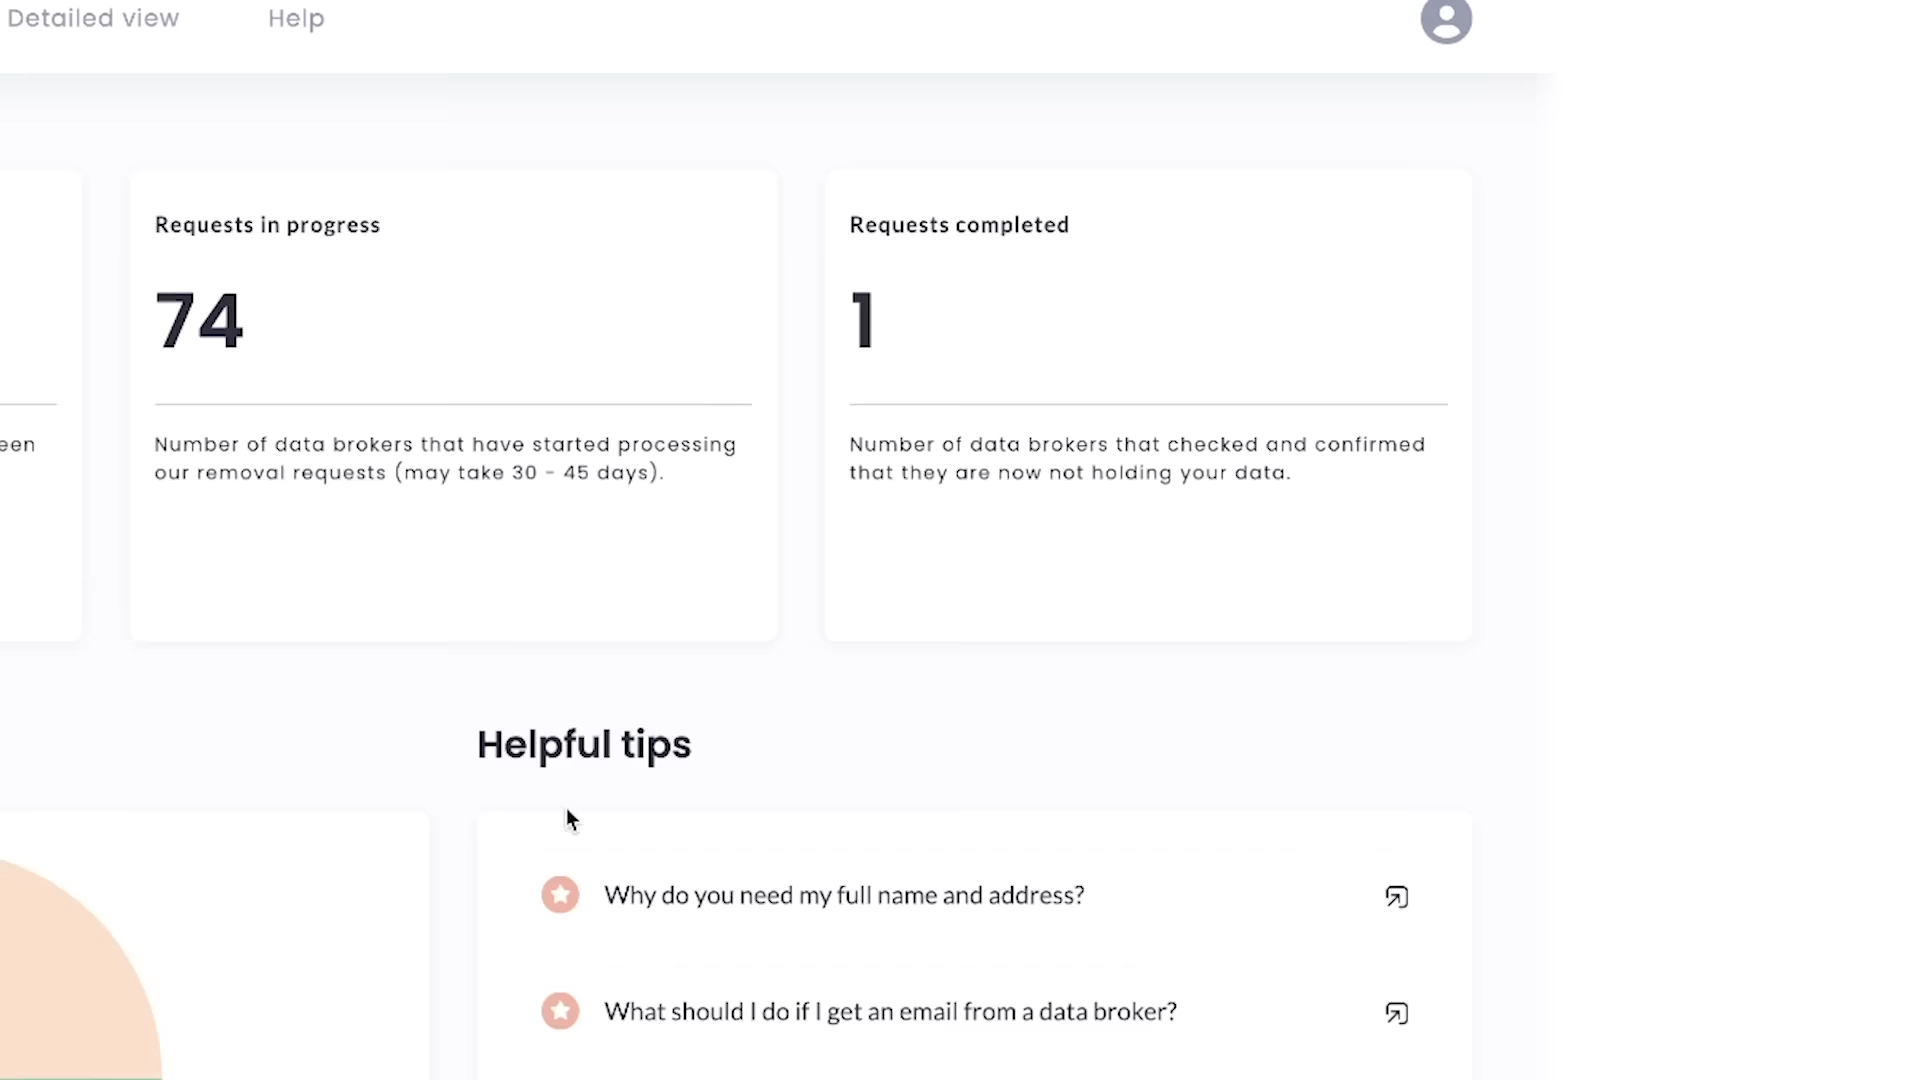 Detailed view Help
Requests in progress
74
Number of data brokers that have started processing
our removal requests (may take 30 - 45 days).
Requests completed
1
Number of data brokers that checked and confirmed
that they are now not holding your data.
Helpful tips
Why do you need my full name and address?
What should I do if I get an email from a data broker?